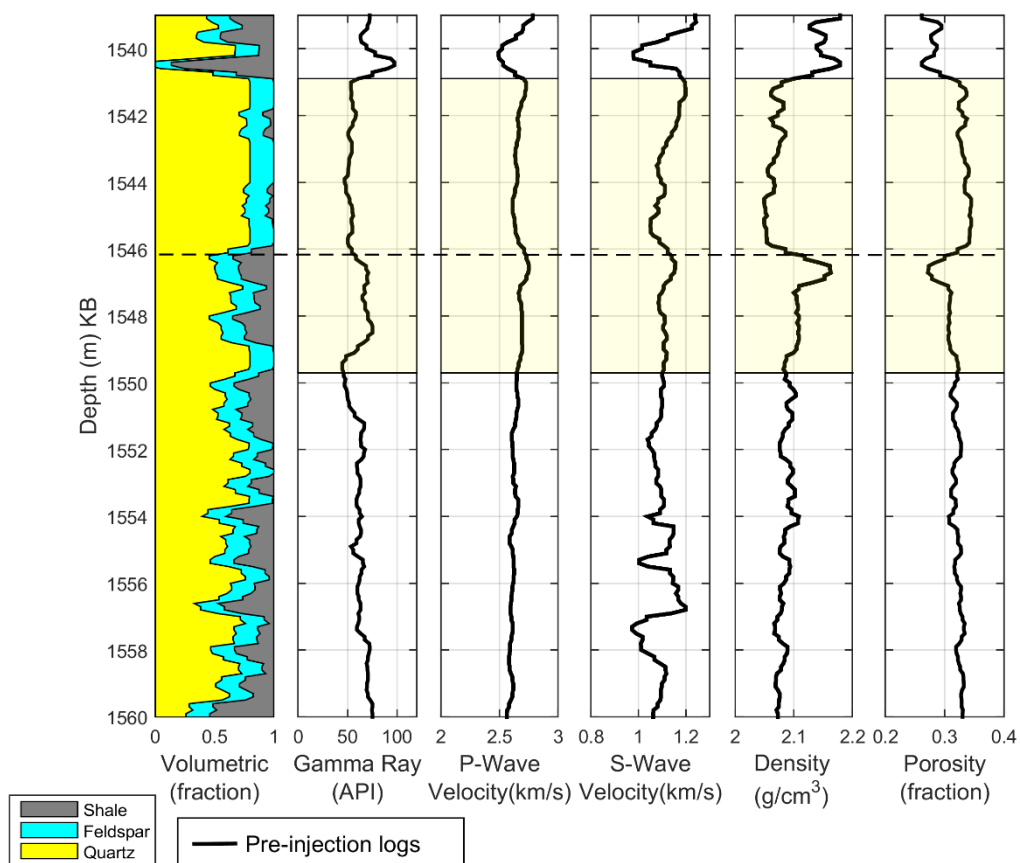 Depth (m) KB
1540
1542
1544
1546
1548
1550
1552
1554
1556
1558
1560
0 0.5 1
0 50 100
2 2.5 3
0.8 1 1.2
2 2.1 2.2
0.2 0.3 0.4
Volumetric
(fraction)
Gamma Ray
(API)
P-Wave
Velocity(km/s)
S-Wave
Velocity(km/s)
Density
(g/cm³)
Porosity
(fraction)
Shale
Feldspar
Quartz
Pre-injection logs